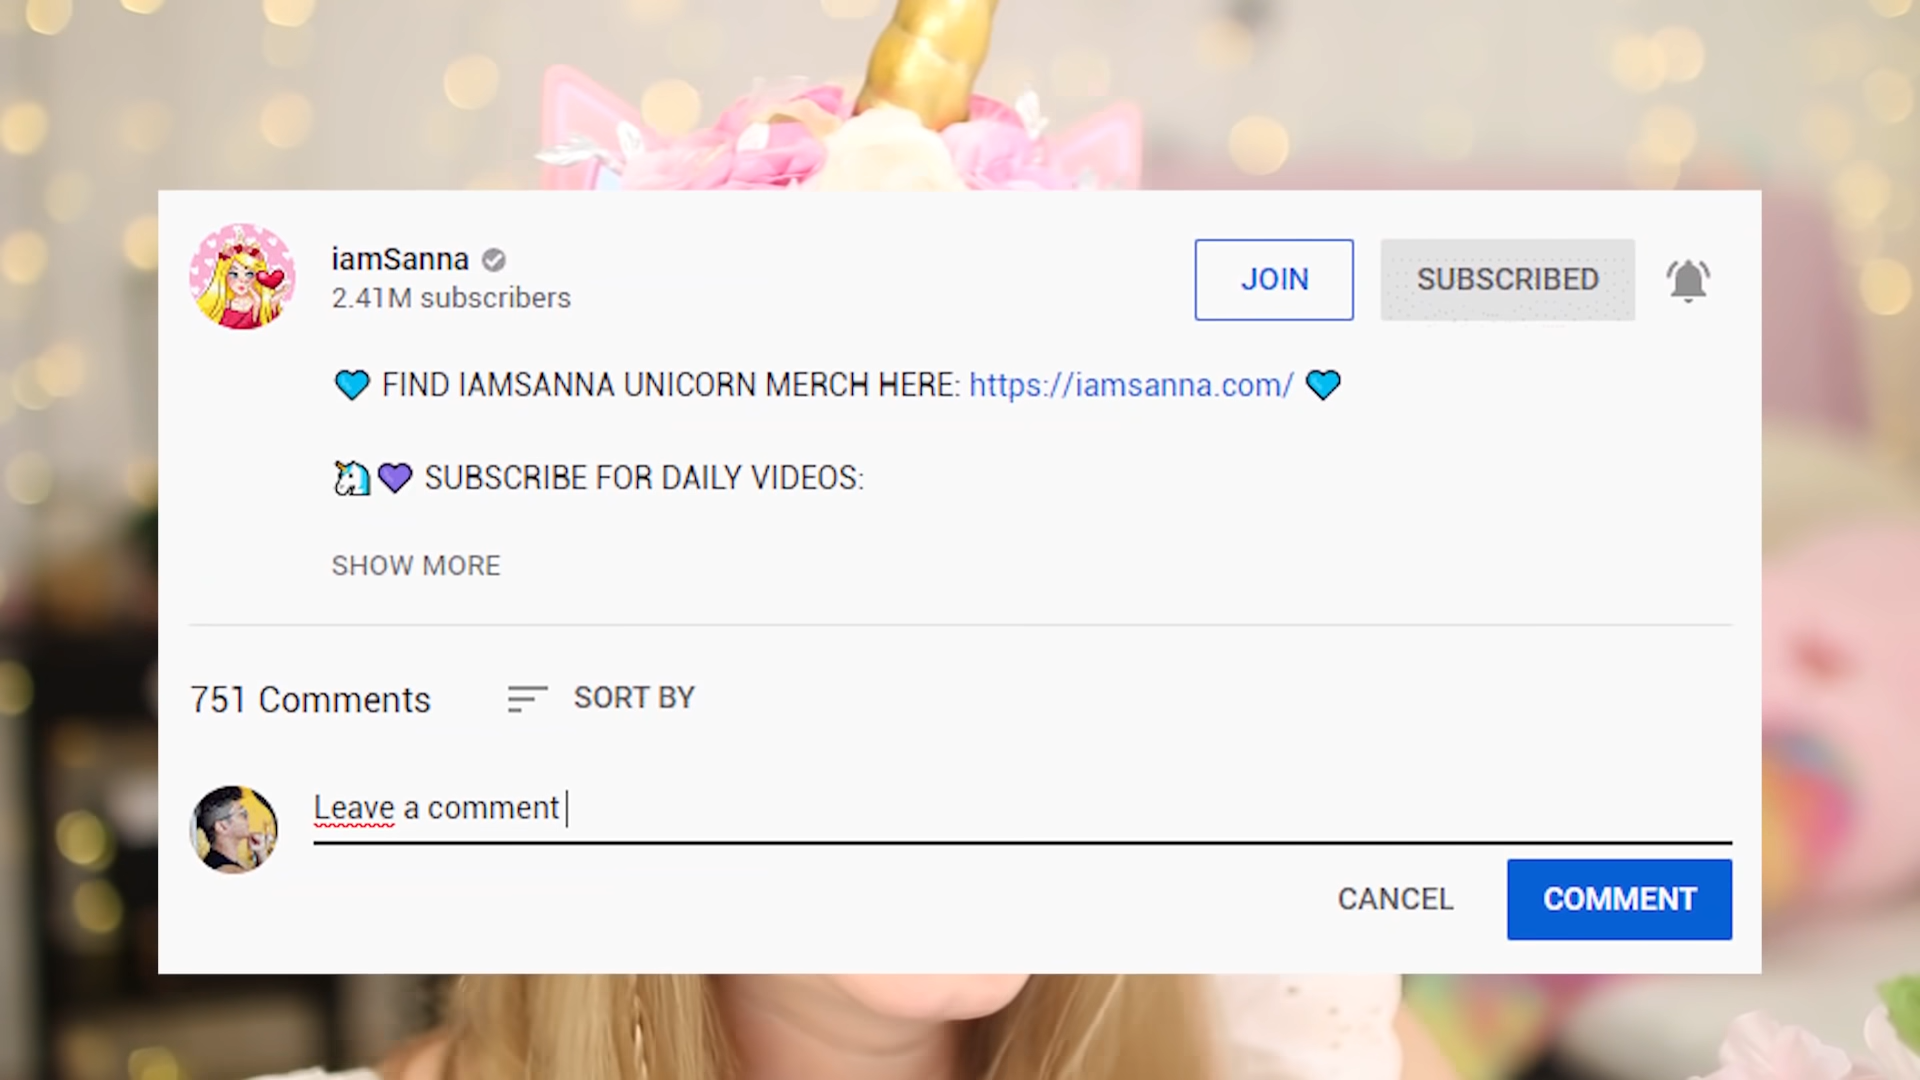 iamSanna
2.41M subscribers
JOIN
SUBSCRIBED
FIND IAMSANNA UNICORN MERCH HERE: https://iamsanna.com/
SUBSCRIBE FOR DAILY VIDEOS:
SHOW MORE
751 Comments
SORT BY
Leave a comment
CANCEL
COMMENT